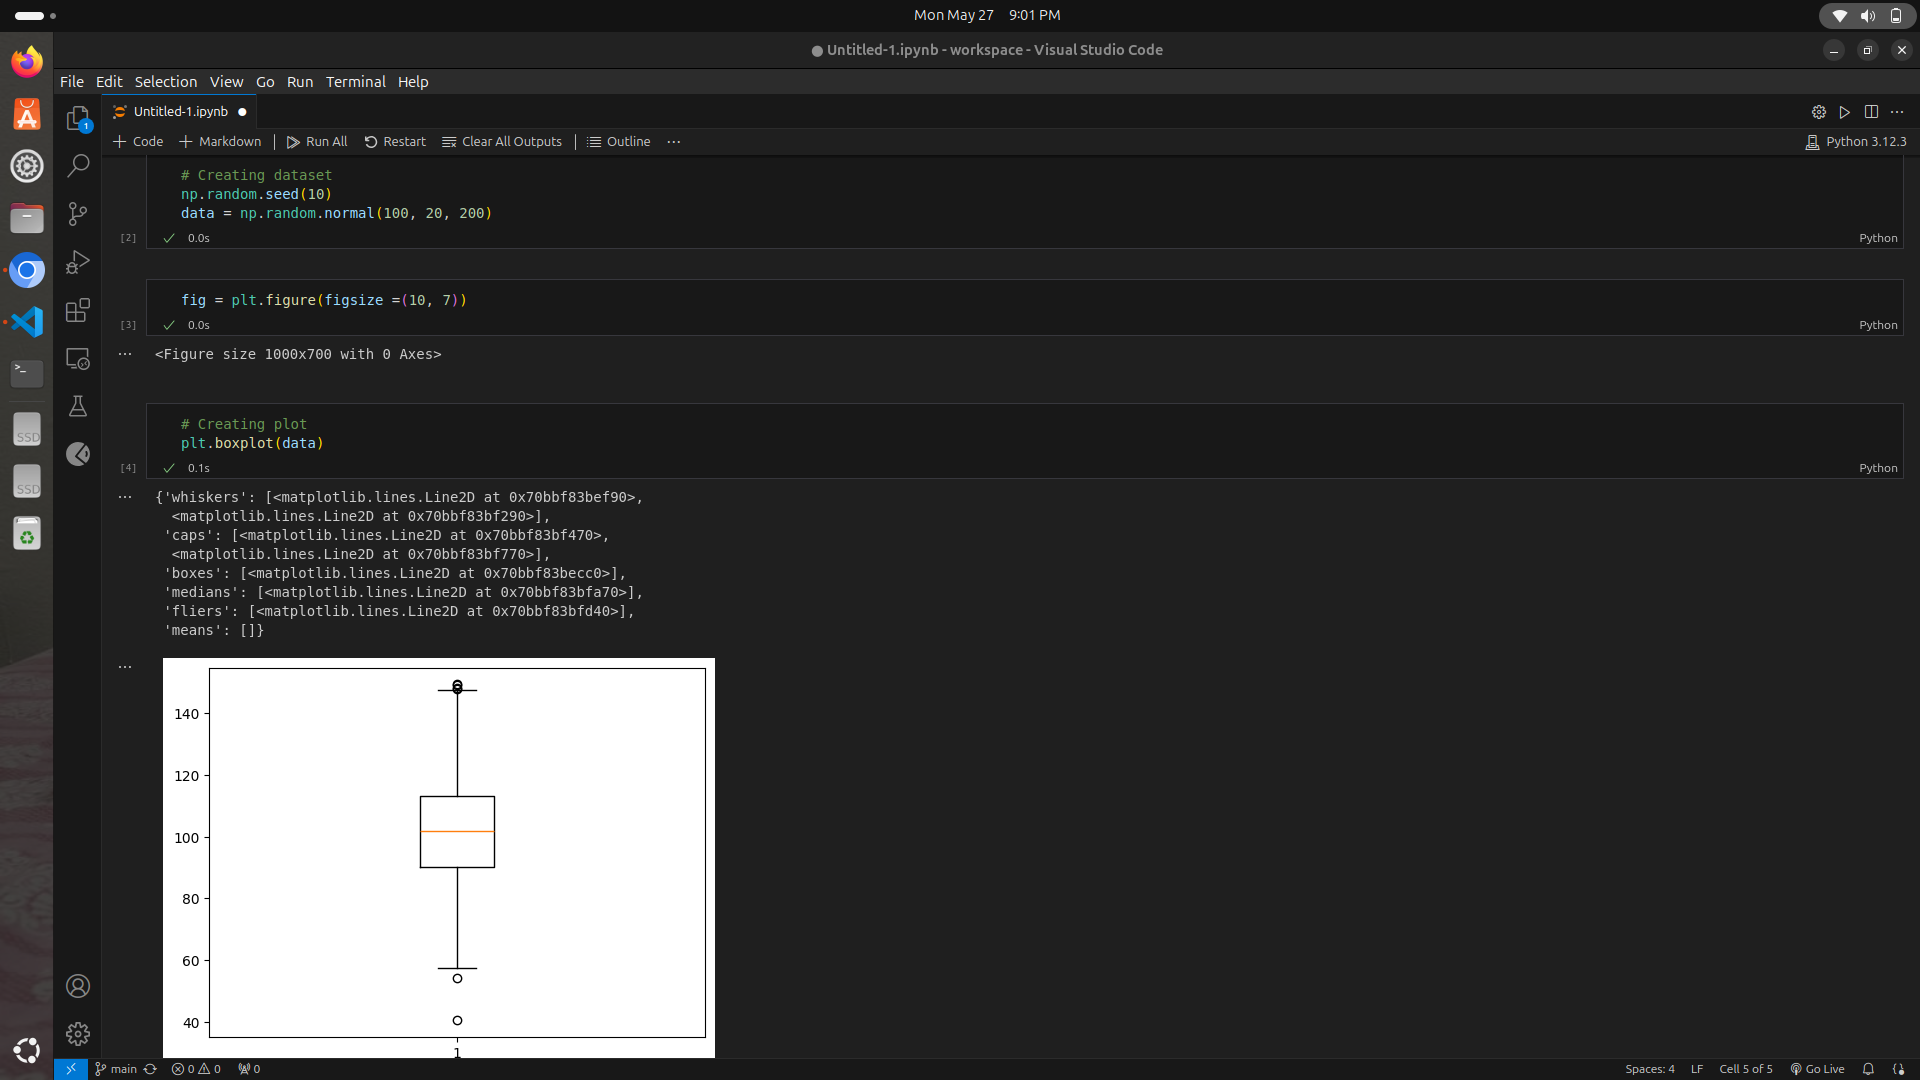 Mon May 27 9:01 PM
Untitled-1.ipynb - workspace - Visual Studio Code
File Edit Selection View Go Run Terminal Help
1
Untitled-1.ipynb
Code Markdown Run All Restart Clear All Outputs Outline ... Python 3.12.3
# Creating dataset
np.random.seed(10)
data = np.random.normal(100, 20, 200)
[2] 0.0s Python
fig = plt.figure(figsize =(10, 7))
[3] 0.0s Python
<Figure size 1000x700 with 0 Axes>
# Creating plot
plt.boxplot(data)
[4] 0.1s Python
{'whiskers': [<matplotlib.lines.Line2D at 0x70bbf83bef90>,
<matplotlib.lines.Line2D at 0x70bbf83bf290>],
'caps': [<matplotlib.lines.Line2D at 0x70bbf83bf470>,
<matplotlib.lines.Line2D at 0x70bbf83bf770>],
'boxes': [<matplotlib.lines.Line2D at 0x70bbf83becc0>],
'medians': [<matplotlib.lines.Line2D at 0x70bbf83bfa70>],
'fliers': [<matplotlib.lines.Line2D at 0x70bbf83bfd40>],
'means': []}
140
120
100
80
60
40
1
>_
SSD
SSD
main 0 0 0 Spaces: 4 LF Cell 5 of 5 Go Live